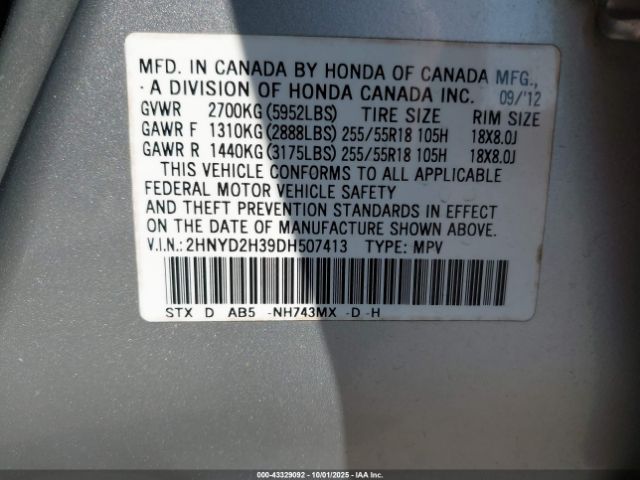 MFD. IN CANADA BY HONDA OF CANADA MFG.,
A DIVISION OF HONDA CANADA INC. 09/'12
GVWR 2700KG(5952LBS) TIRE SIZE RIM SIZE
GAWR F 1310KG(2888LBS) 255/55R18 105H 18X8.0J
GAWR R 1440KG(3175LBS) 255/55R18 105H 18X8.0J
THIS VEHICLE CONFORMS TO ALL APPLICABLE
FEDERAL MOTOR VEHICLE SAFETY
AND THEFT PREVENTION STANDARDS IN EFFECT
ON THE DATE OF MANUFACTURE SHOWN ABOVE.
V.I.N.: 2HNYD2H39DH507413 TYPE: MPV
STX D AB5 -NH743MX -D -H
000-43329092 - 10/01/2025 - IAA Inc.